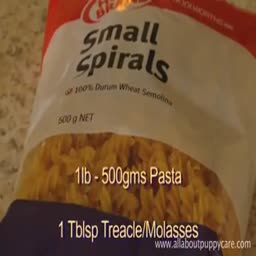 Small
Spirals
100% Durum Wheat Semolina
500 g NET
1lb - 500gms Pasta
1 Tblsp Treacle/Molasses
www.allaboutpuppycare.com